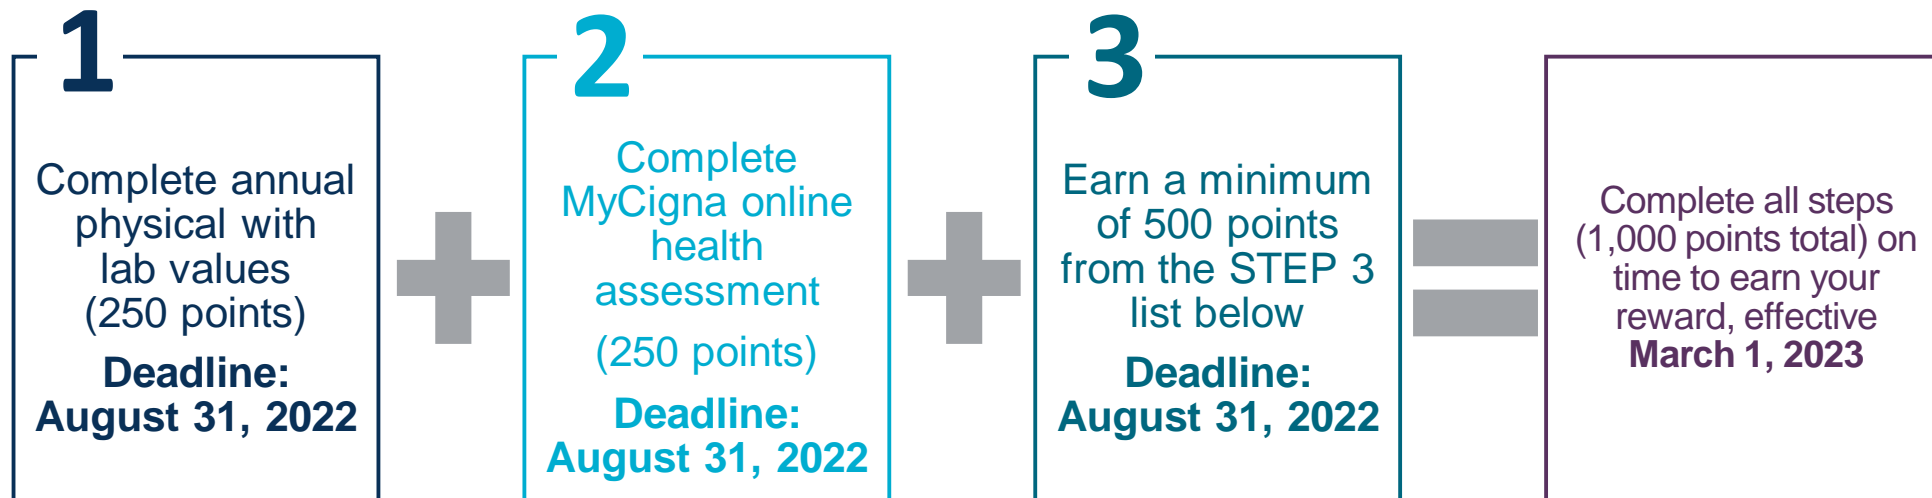 1
Complete annual
physical with
lab values
(250 points)
Deadline:
August 31, 2022
2
Complete
MyCigna online
health
assessment
(250 points)
Deadline:
August 31, 2022
3
Earn a minimum
of 500 points
from the STEP 3
list below
Deadline:
August 31, 2022
Complete all steps
(1,000 points total) on
time to earn your
reward, effective
March 1, 2023